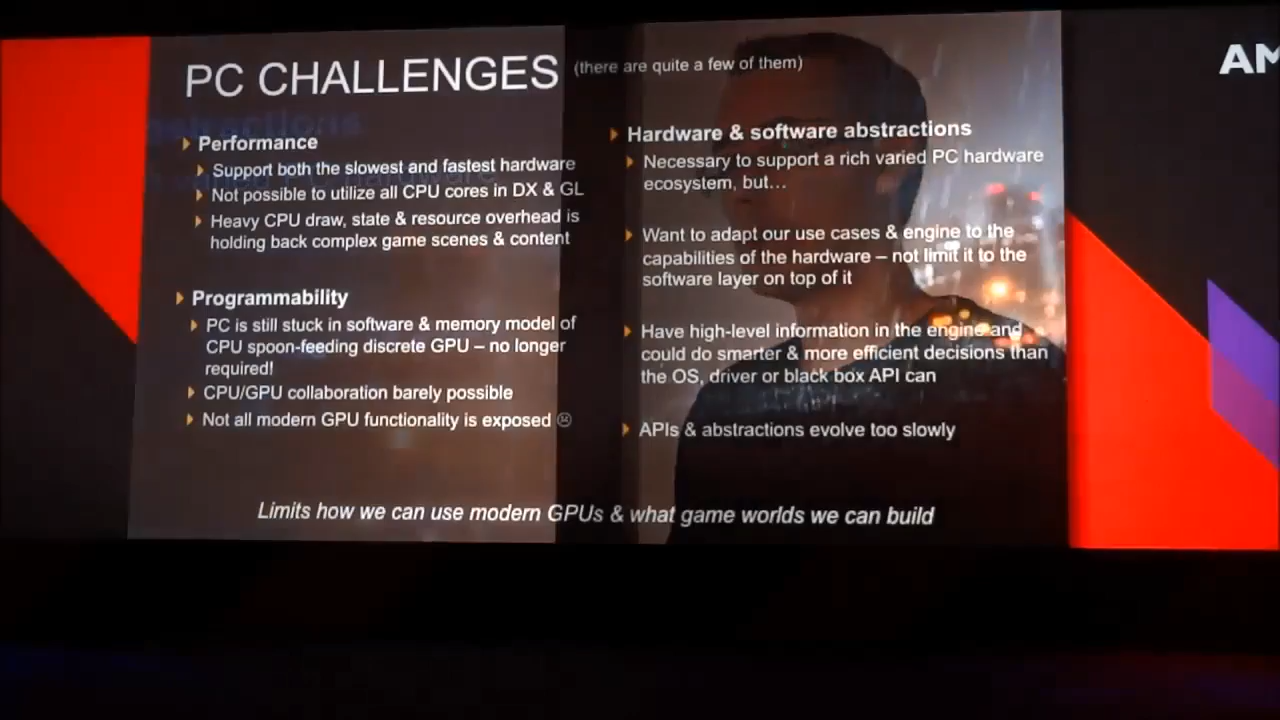 PC CHALLENGES (there are quite a few of them)
Performance
Support both the slowest and fastest hardware
Not possible to utilize all CPU cores in DX & GL
Heavy CPU draw, state & resource overhead is
holding back complex game scenes & content
Programmability
PC is still stuck in software & memory model of
CPU spoon-feeding discrete GPU – no longer
required!
CPU/GPU collaboration barely possible
Not all modern GPU functionality is exposed ☹
Hardware & software abstractions
Necessary to support a rich varied PC hardware
ecosystem, but…
Want to adapt our use cases & engine to the
capabilities of the hardware – not limit it to the
software layer on top of it
Have high-level information in the engine and
could do smarter & more efficient decisions than
the OS, driver or black box API can
APIs & abstractions evolve too slowly
Limits how we can use modern GPUs & what game worlds we can build
AM